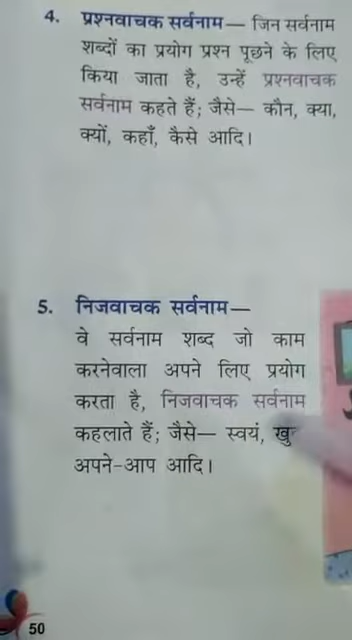 4. प्रश्नवाचक सर्वनाम— जिन सर्वनाम
शब्दों का प्रयोग प्रश्न पूछने के लिए
किया जाता है, उन्हें प्रश्नवाचक
सर्वनाम कहते हैं; जैसे— कौन, क्या,
क्यों, कहाँ, कैसे आदि।
5. निजवाचक सर्वनाम—
वे सर्वनाम शब्द जो काम
करनेवाला अपने लिए प्रयोग
करता है, निजवाचक सर्वनाम
कहलाते हैं; जैसे— स्वयं,
अपने-आप आदि।
50